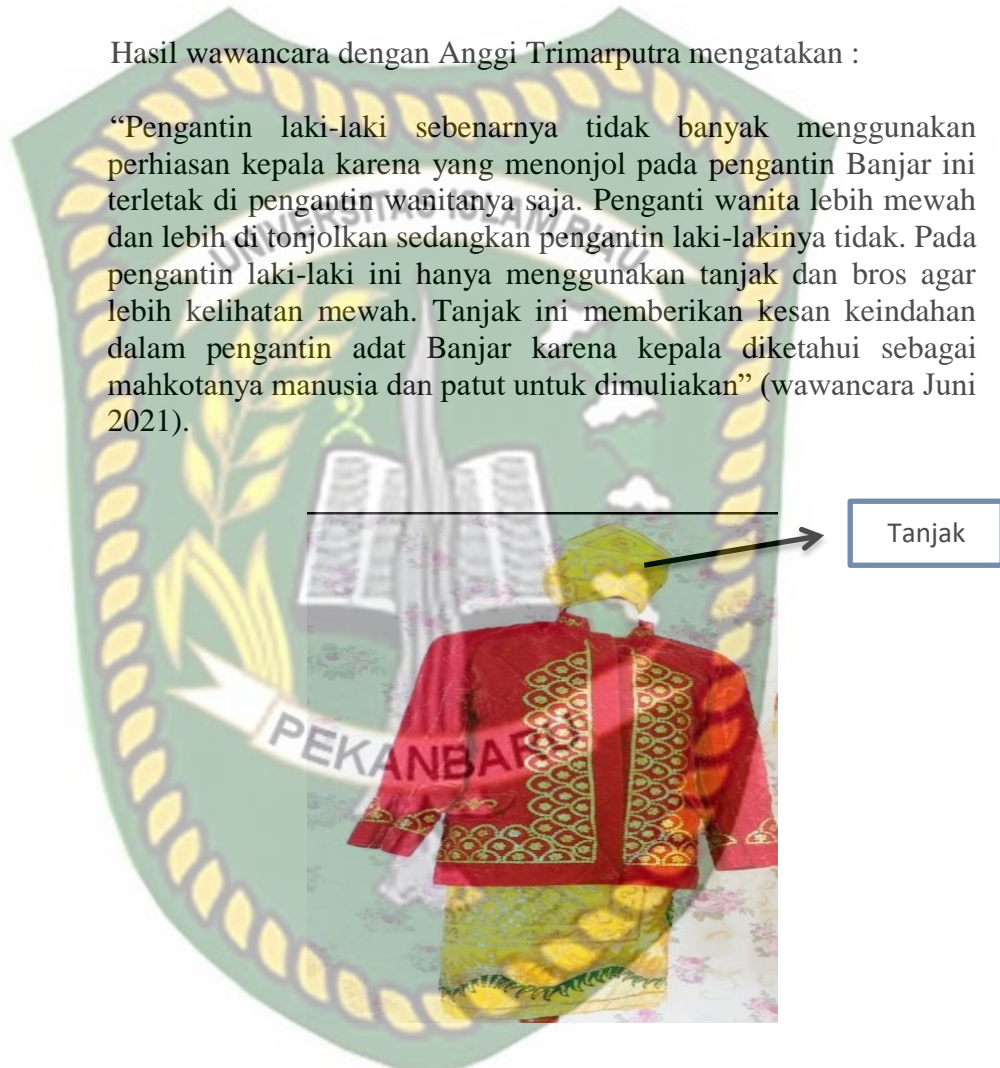 Hasil wawancara dengan Anggi Trimarputra mengatakan :
“Pengantin laki-laki sebenarnya tidak banyak menggunakan
perhiasan kepala karena yang menonjol pada pengantin Banjar ini
terletak di pengantin wanitanya saja. Penganti wanita lebih mewah
dan lebih di tonjolkan sedangkan pengantin laki-lakinya tidak. Pada
pengantin laki-laki ini hanya menggunakan tanjak dan bros agar
lebih kelihatan mewah. Tanjak ini memberikan kesan keindahan
dalam pengantin adat Banjar karena kepala diketahui sebagai
mahkotanya manusia dan patut untuk dimuliakan” (wawancara Juni
2021).
UNIVERSITAS ISLAM RIAU
Tanjak
PEKANBARU